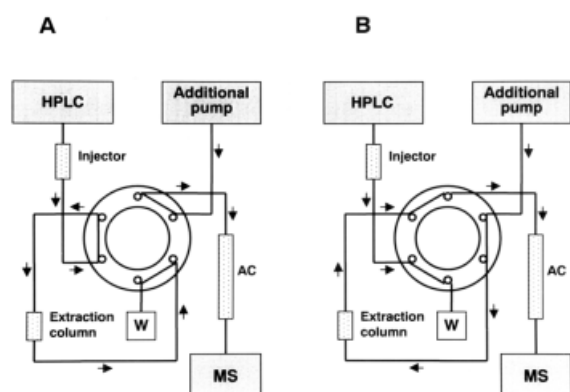 A
B
HPLC
Additional
pump
Injector
AC
Extraction
column
W
MS
HPLC
Additional
pump
Injector
AC
Extraction
column
W
MS